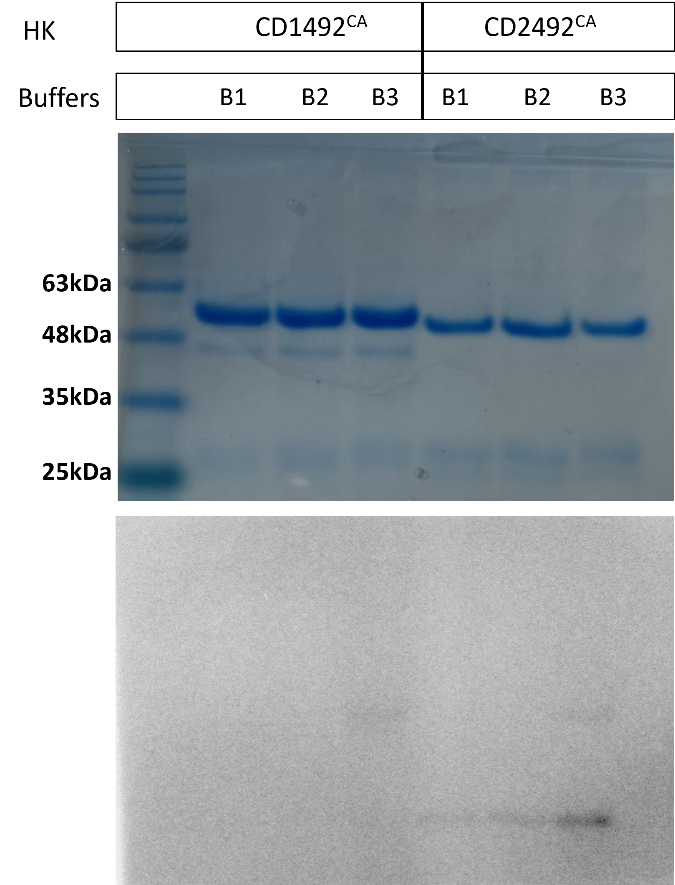 HK CD1492CA CD2492CA
Buffers B1 B2 B3 B1 B2 B3
63kDa
48kDa
35kDa
25kDa